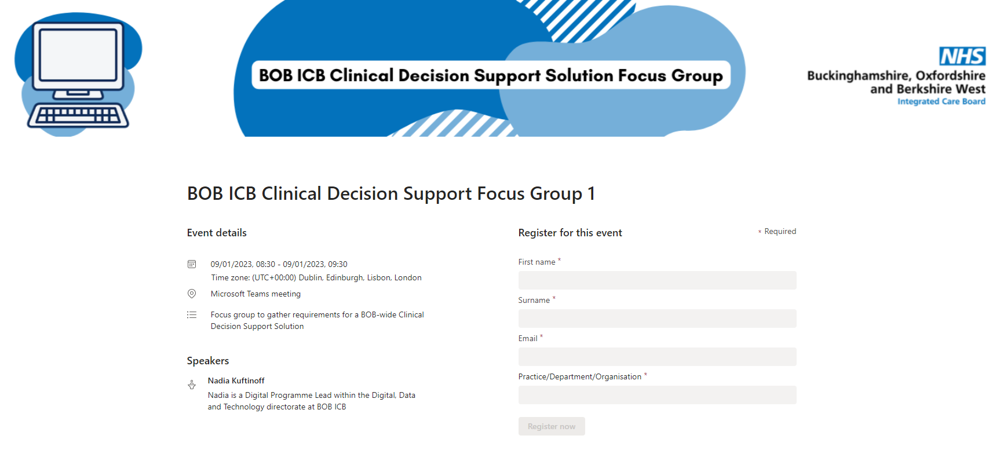 BOB ICB Clinical Decision Support Solution Focus Group
NHS
Buckinghamshire, Oxfordshire
and Berkshire West
Integrated Care Board
BOB ICB Clinical Decision Support Focus Group 1
Event details
09/01/2023, 08:30 - 09/01/2023, 09:30
Time zone: (UTC+00:00) Dublin, Edinburgh, Lisbon, London
Microsoft Teams meeting
Focus group to gather requirements for a BOB-wide Clinical
Decision Support Solution
Speakers
Nadia Kuftinoff
Nadia is a Digital Programme Lead within the Digital, Data
and Technology directorate at BOB ICB
Register for this event
* Required
First name *
Surname *
Email *
Practice/Department/Organisation *
Register now